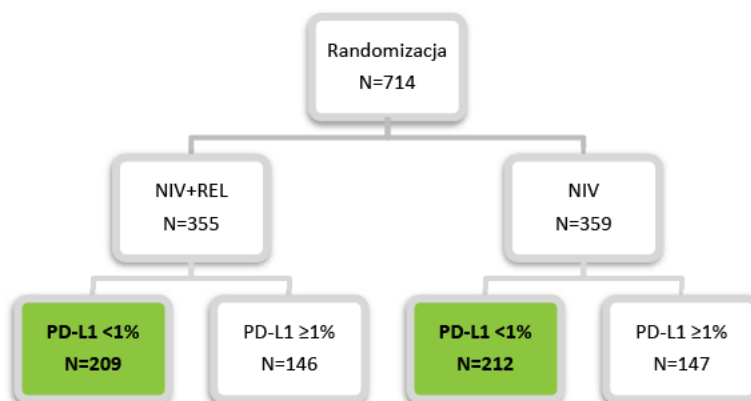 Randomizacja
N=714
NIV+REL
N=355
NIV
N=359
PD-L1 <1%
N=209
PD-L1 ≥1%
N=146
PD-L1 <1%
N=212
PD-L1 ≥1%
N=147